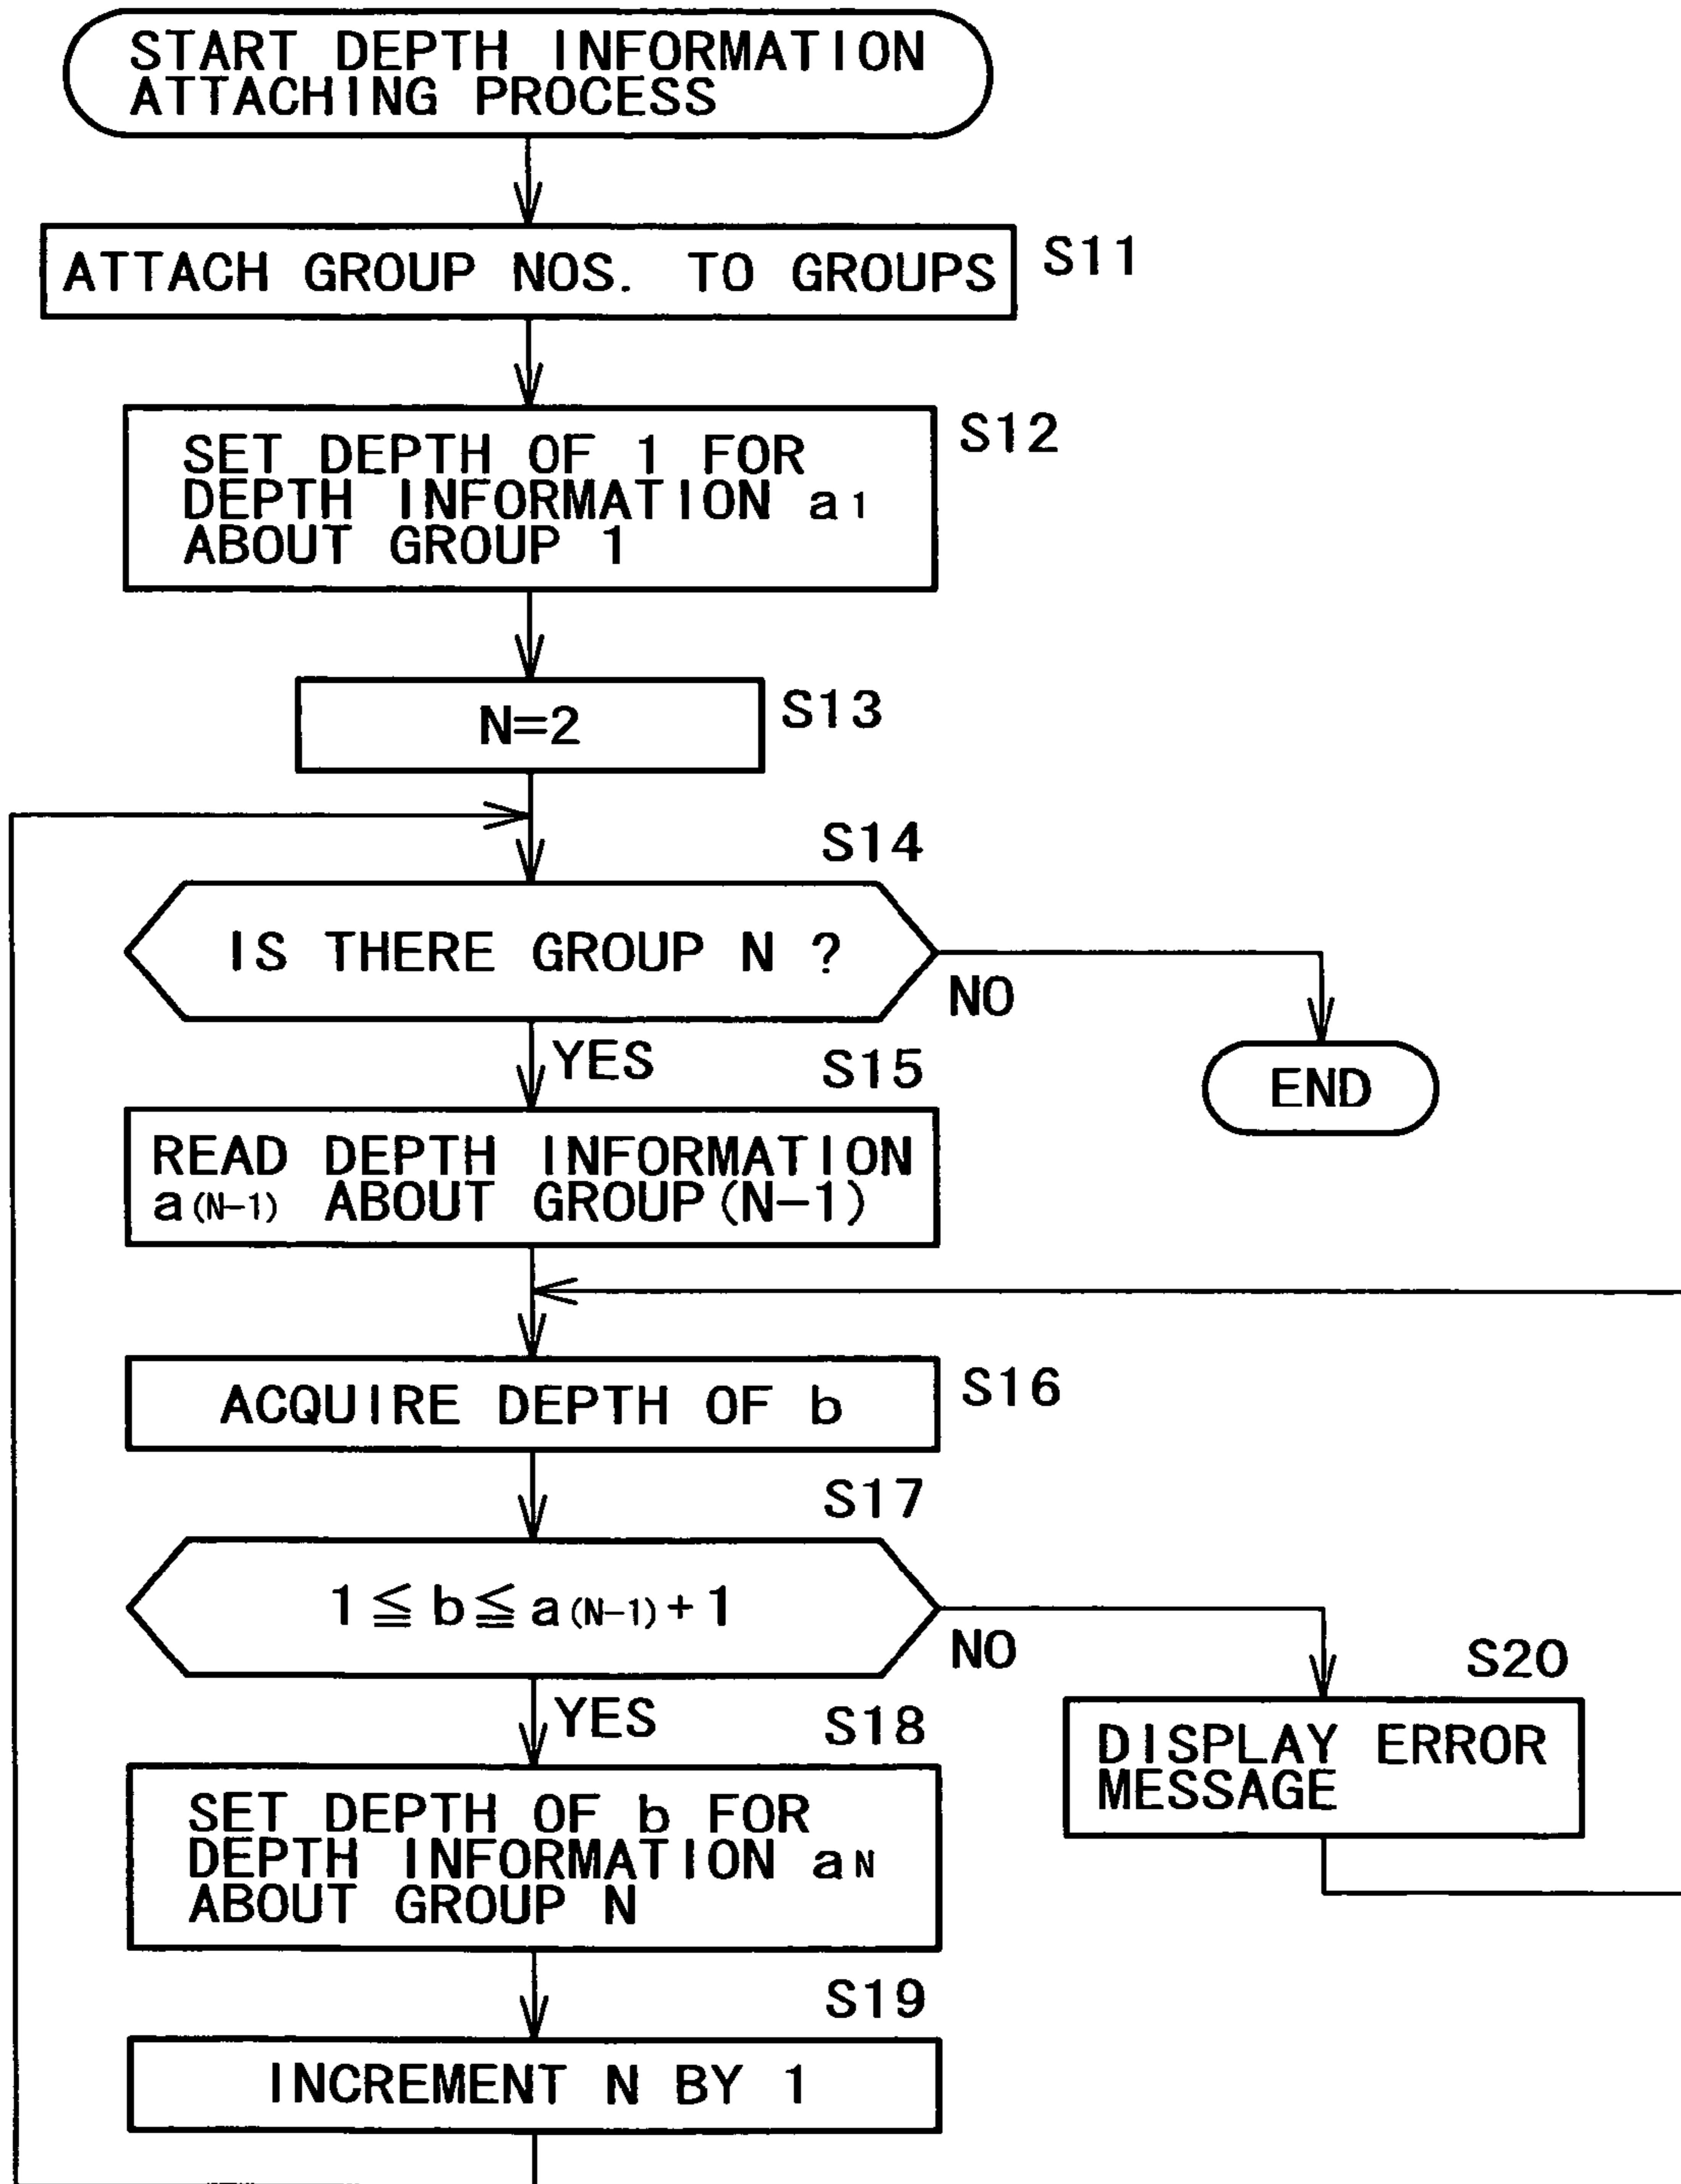 START DEPTH INFORMATION
ATTACHING PROCESS
ATTACH GROUP NOS. TO GROUPS
S11
SET DEPTH OF 1 FOR
DEPTH INFORMATION a1
ABOUT GROUP 1
S12
N=2
S13
S14
IS THERE GROUP N ?
NO
END
YES
S15
READ DEPTH INFORMATION
a(N-1) ABOUT GROUP(N-1)
ACQUIRE DEPTH OF b
S16
S17
1≦b≦a(N-1)+1
NO
S20
DISPLAY ERROR
MESSAGE
YES
S18
SET DEPTH OF b FOR
DEPTH INFORMATION aN
ABOUT GROUP N
S19
INCREMENT N BY 1